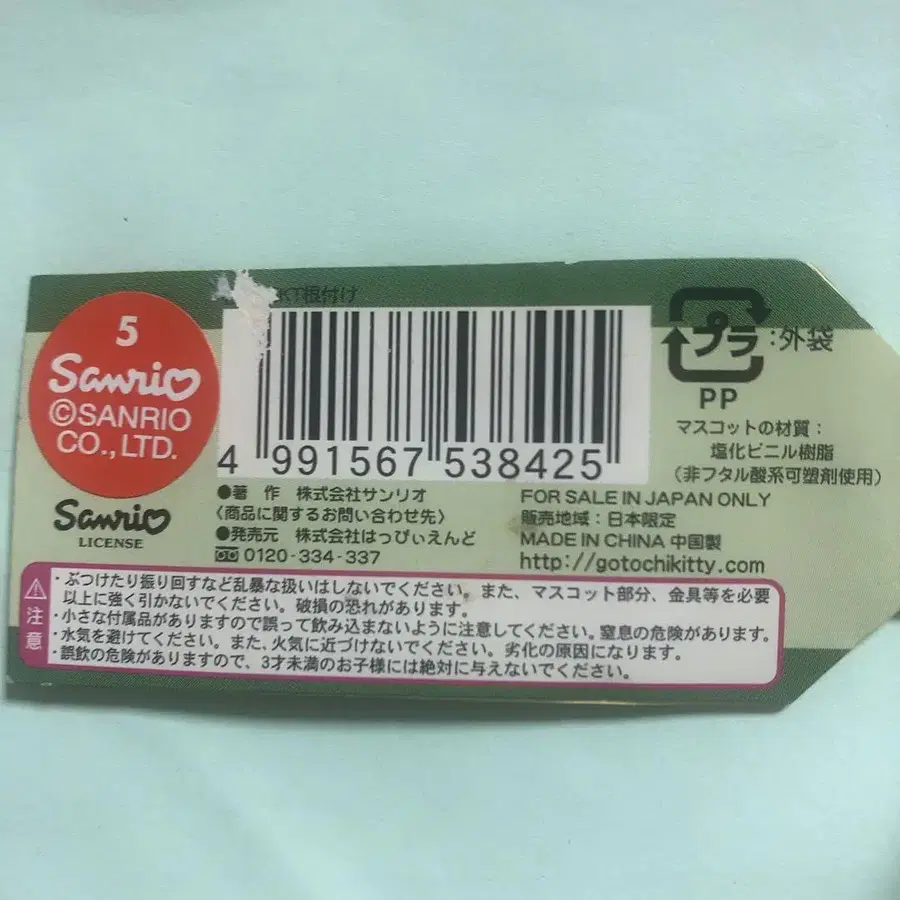 KT根付け
5
Sanrio
©SANRIO
CO.,LTD.
Sanrio
LICENSE
4 991567 538425
プラ:外袋
PP
マスコットの材質:
塩化ビニル樹脂
(非フタル酸系可塑剤使用)
●著 作 株式会社サンリオ
〈商品に関するお問い合わせ先〉
●発売元 株式会社はっぴぃえんど
0120-334-337
FOR SALE IN JAPAN ONLY
販売地域:日本限定
MADE IN CHINA 中国製
http://gotochikitty.com
注意
・ぶつけたり振り回すなど乱暴な扱いはしないでください。また、マスコット部分、金具等を必要
以上に強く引かないでください。破損の恐れがあります。
・小さな付属品がありますので誤って飲み込まないように注意してください。窒息の危険があります。
・水気を避けてください。また、火気に近づけないでください。劣化の原因になります。
・誤飲の危険がありますので、3才未満のお子様には絶対に与えないでください。